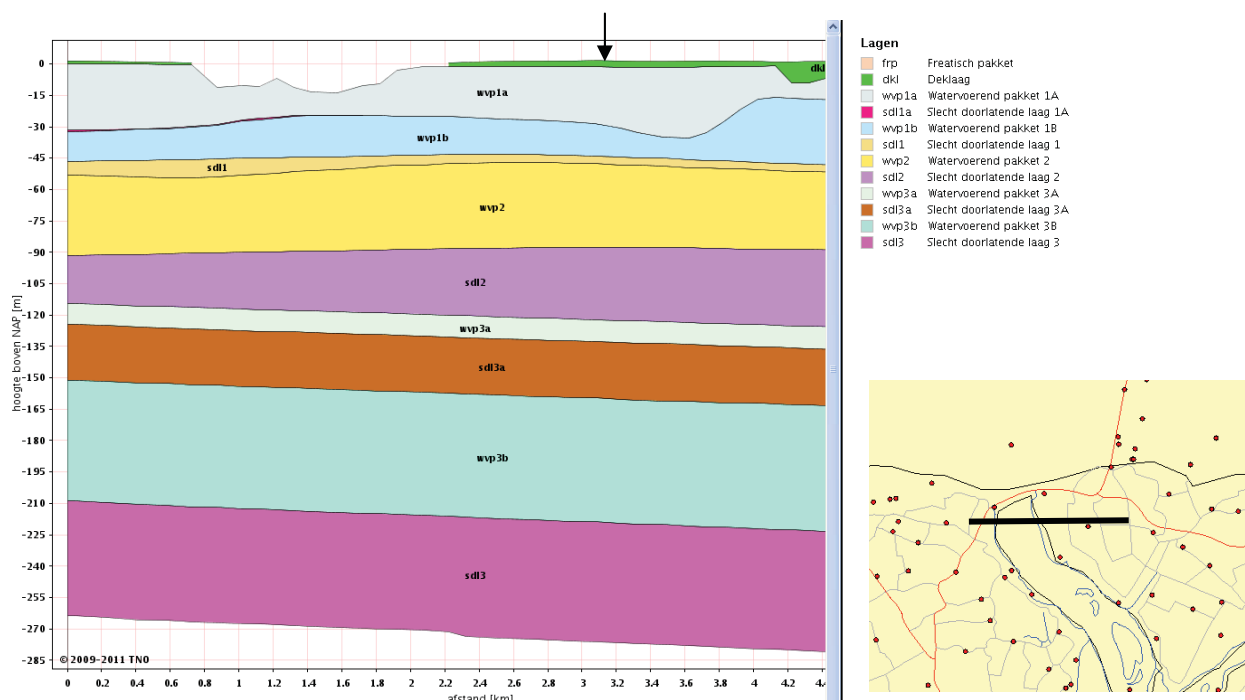 0
-15
-30
-45
-60
-75
-90
-105
-120
-135
-150
-165
-180
-195
-210
-225
-240
-255
-270
-285
hoogte boven NAP [m]
dkl
wvp1a
wvp1b
sdl1
wvp2
sdl2
wvp3a
sdl3a
wvp3b
sdl3
© 2009-2011 TNO
0 0.2 0.4 0.6 0.8 1 1.2 1.4 1.6 1.8 2 2.2 2.4 2.6 2.8 3 3.2 3.4 3.6 3.8 4 4.2 4.4
afstand [km]
Lagen
frp Freatisch pakket
dkl Deklaag
wvp1a Watervoerend pakket 1A
sdl1a Slecht doorlatende laag 1A
wvp1b Watervoerend pakket 1B
sdl1 Slecht doorlatende laag 1
wvp2 Watervoerend pakket 2
sdl2 Slecht doorlatende laag 2
wvp3a Watervoerend pakket 3A
sdl3a Slecht doorlatende laag 3A
wvp3b Watervoerend pakket 3B
sdl3 Slecht doorlatende laag 3